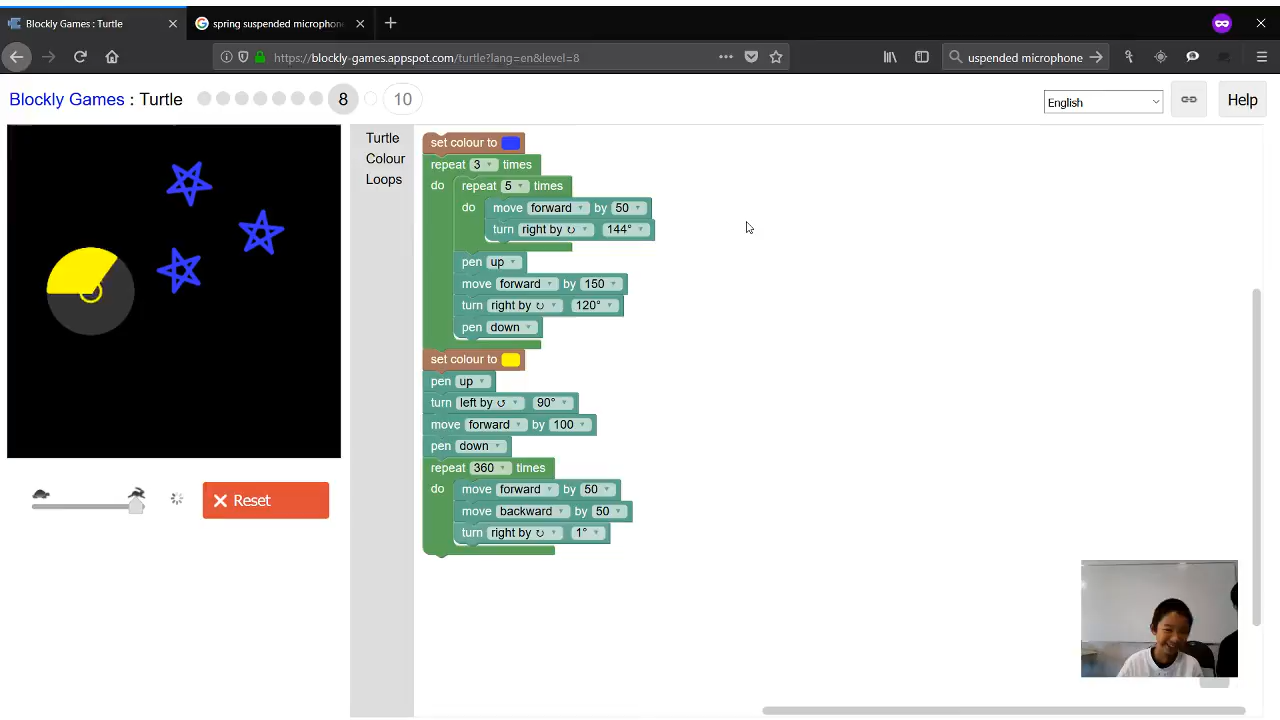 Blockly Games : Turtle
spring suspended microphone
https://blockly-games.appspot.com/turtle?lang=en&level=8
uspended microphone
Blockly Games : Turtle
8
10
English
Help
Turtle
Colour
Loops
set colour to
repeat 3 times
do
repeat 5 times
do
move forward by 50
turn right by ↻ 144°
pen up
move forward by 150
turn right by ↻ 120°
pen down
set colour to
pen up
turn left by ↺ 90°
move forward by 100
pen down
repeat 360 times
do
move forward by 50
move backward by 50
turn right by ↻ 1°
Reset